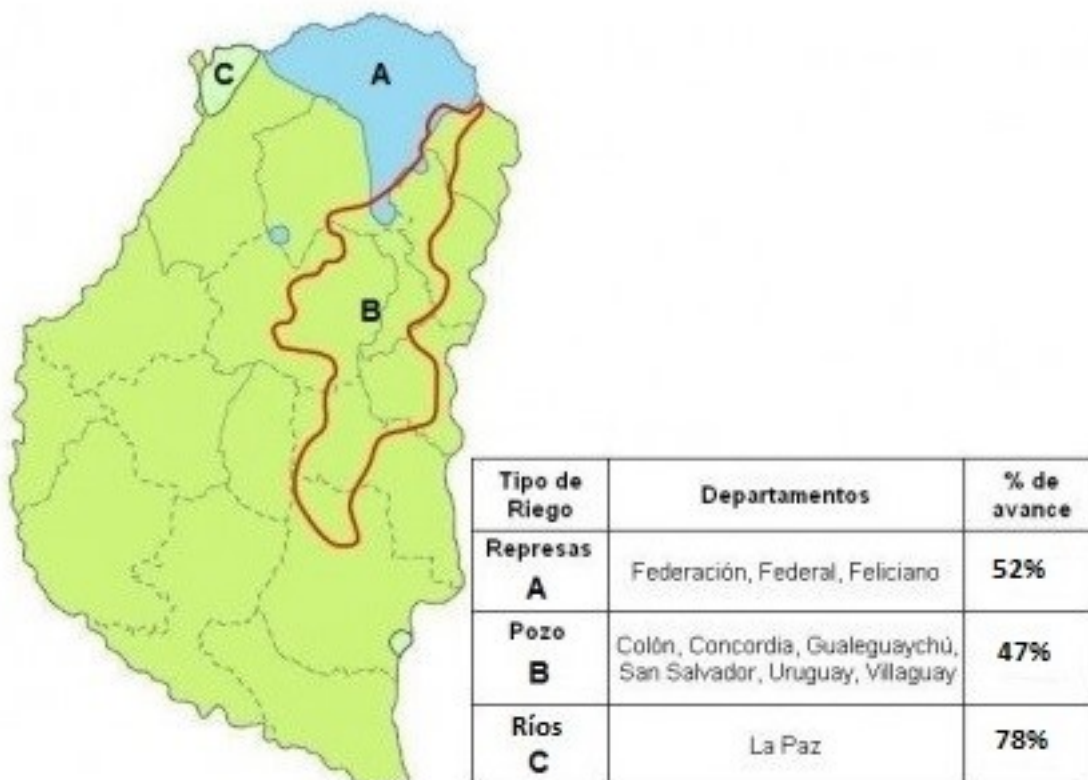 C
A
B
Tipo de
Riego
Departamentos
% de
avance
Represas
A
Federación, Federal, Feliciano
52%
Pozo
B
Colón, Concordia, Gualeguaychú,
San Salvador, Uruguay, Villaguay
47%
Ríos
C
La Paz
78%